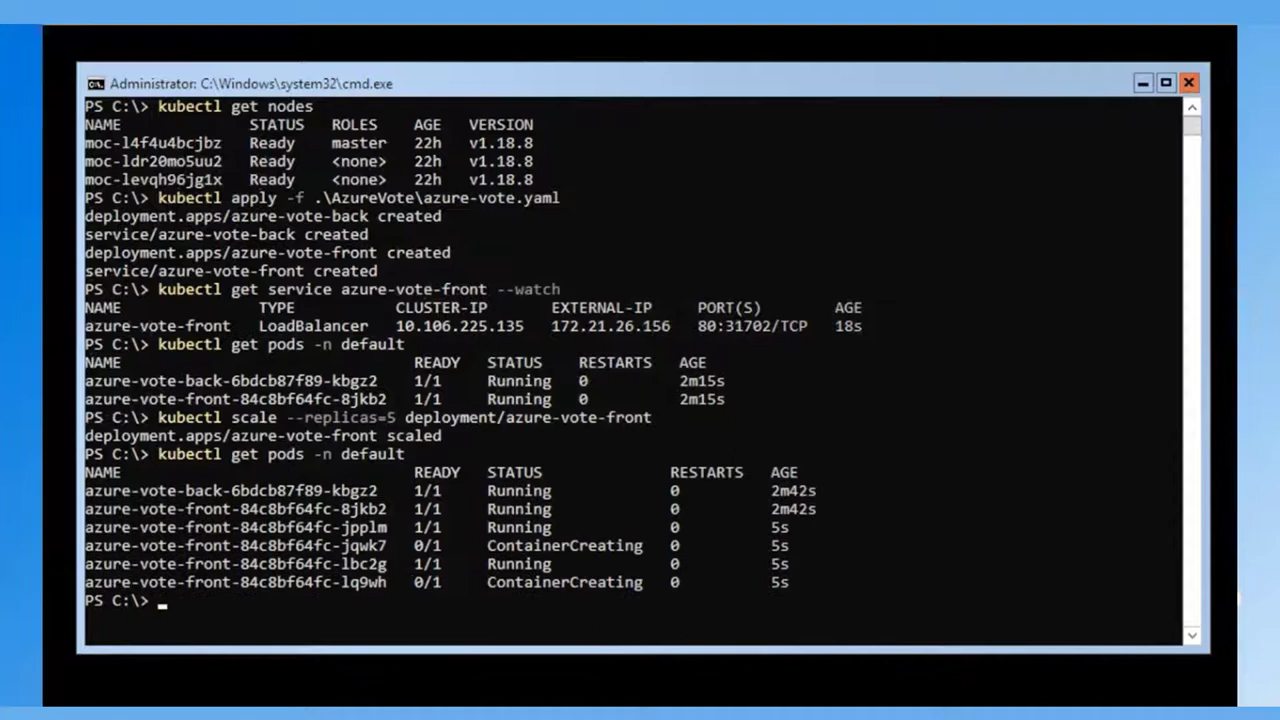 Administrator: C:\Windows\system32\cmd.exe
PS C:\> kubectl get nodes
NAME STATUS ROLES AGE VERSION
moc-l4f4u4bcjbz Ready master 22h v1.18.8
moc-ldr20mo5uu2 Ready <none> 22h v1.18.8
moc-levqh96jg1x Ready <none> 22h v1.18.8
PS C:\> kubectl apply -f .\AzureVote\azure-vote.yaml
deployment.apps/azure-vote-back created
service/azure-vote-back created
deployment.apps/azure-vote-front created
service/azure-vote-front created
PS C:\> kubectl get service azure-vote-front --watch
NAME TYPE CLUSTER-IP EXTERNAL-IP PORT(S) AGE
azure-vote-front LoadBalancer 10.106.225.135 172.21.26.156 80:31702/TCP 18s
PS C:\> kubectl get pods -n default
NAME READY STATUS RESTARTS AGE
azure-vote-back-6bdcb87f89-kbgz2 1/1 Running 0 2m15s
azure-vote-front-84c8bf64fc-8jkb2 1/1 Running 0 2m15s
PS C:\> kubectl scale --replicas=5 deployment/azure-vote-front
deployment.apps/azure-vote-front scaled
PS C:\> kubectl get pods -n default
NAME READY STATUS RESTARTS AGE
azure-vote-back-6bdcb87f89-kbgz2 1/1 Running 0 2m42s
azure-vote-front-84c8bf64fc-8jkb2 1/1 Running 0 2m42s
azure-vote-front-84c8bf64fc-jpplm 1/1 Running 0 5s
azure-vote-front-84c8bf64fc-jqwk7 0/1 ContainerCreating 0 5s
azure-vote-front-84c8bf64fc-lbc2g 1/1 Running 0 5s
azure-vote-front-84c8bf64fc-lq9wh 0/1 ContainerCreating 0 5s
PS C:\>